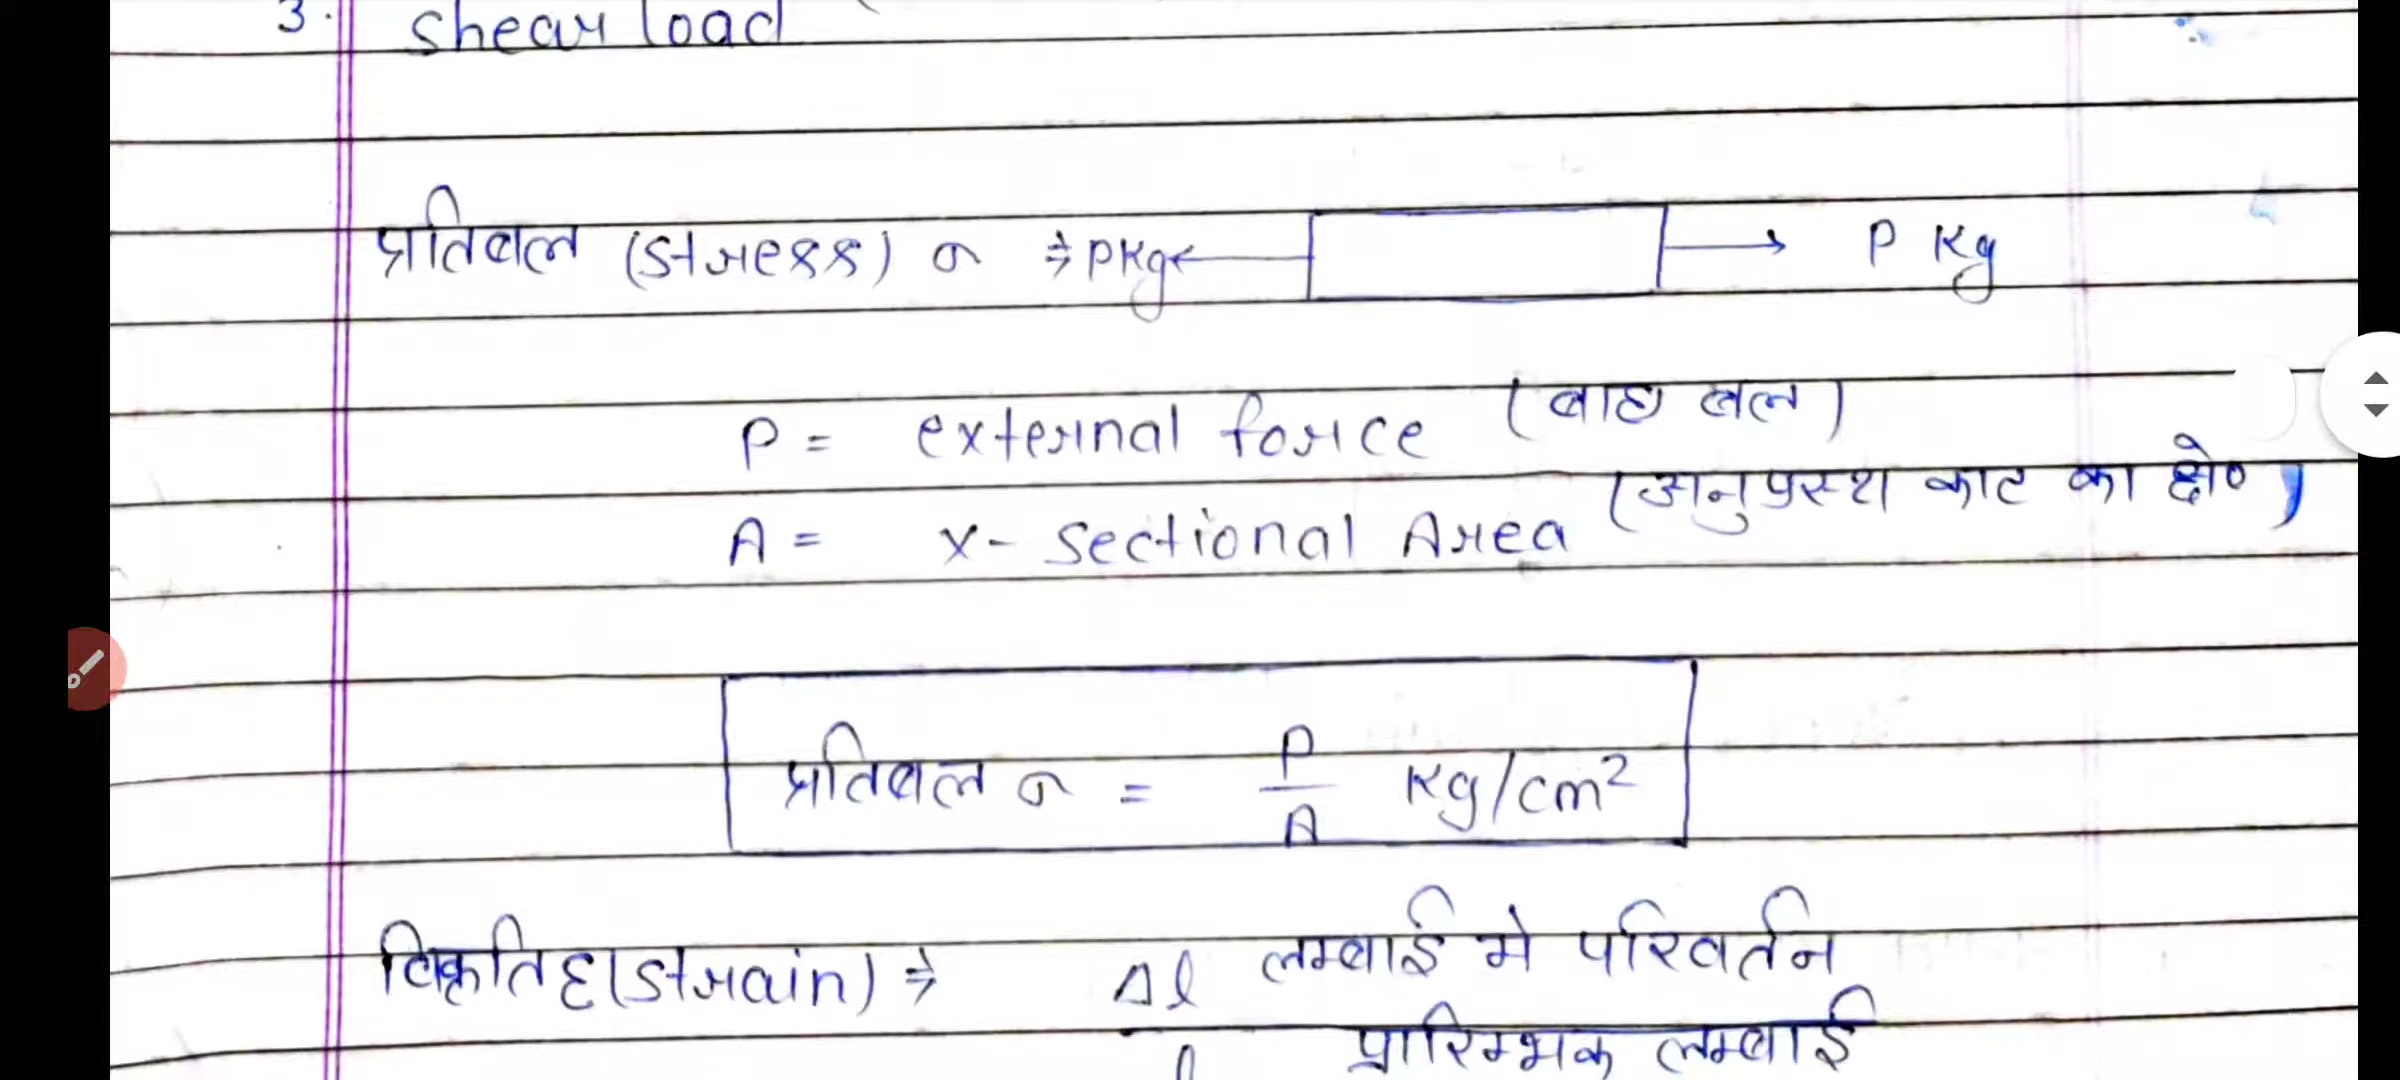 3. Shear load
प्रतिबल (Stress) σ ⇒ PKg ← → P Kg
P = external force (बाह्य बल)
A = x- sectional Area (अनुप्रस्थ काट का क्षे०)
प्रतिबल σ = P/A Kg/cm²
विकृति ε (Strain) ⇒ Δl लम्बाई मे परिवर्तन
l प्रारम्भिक लम्बाई